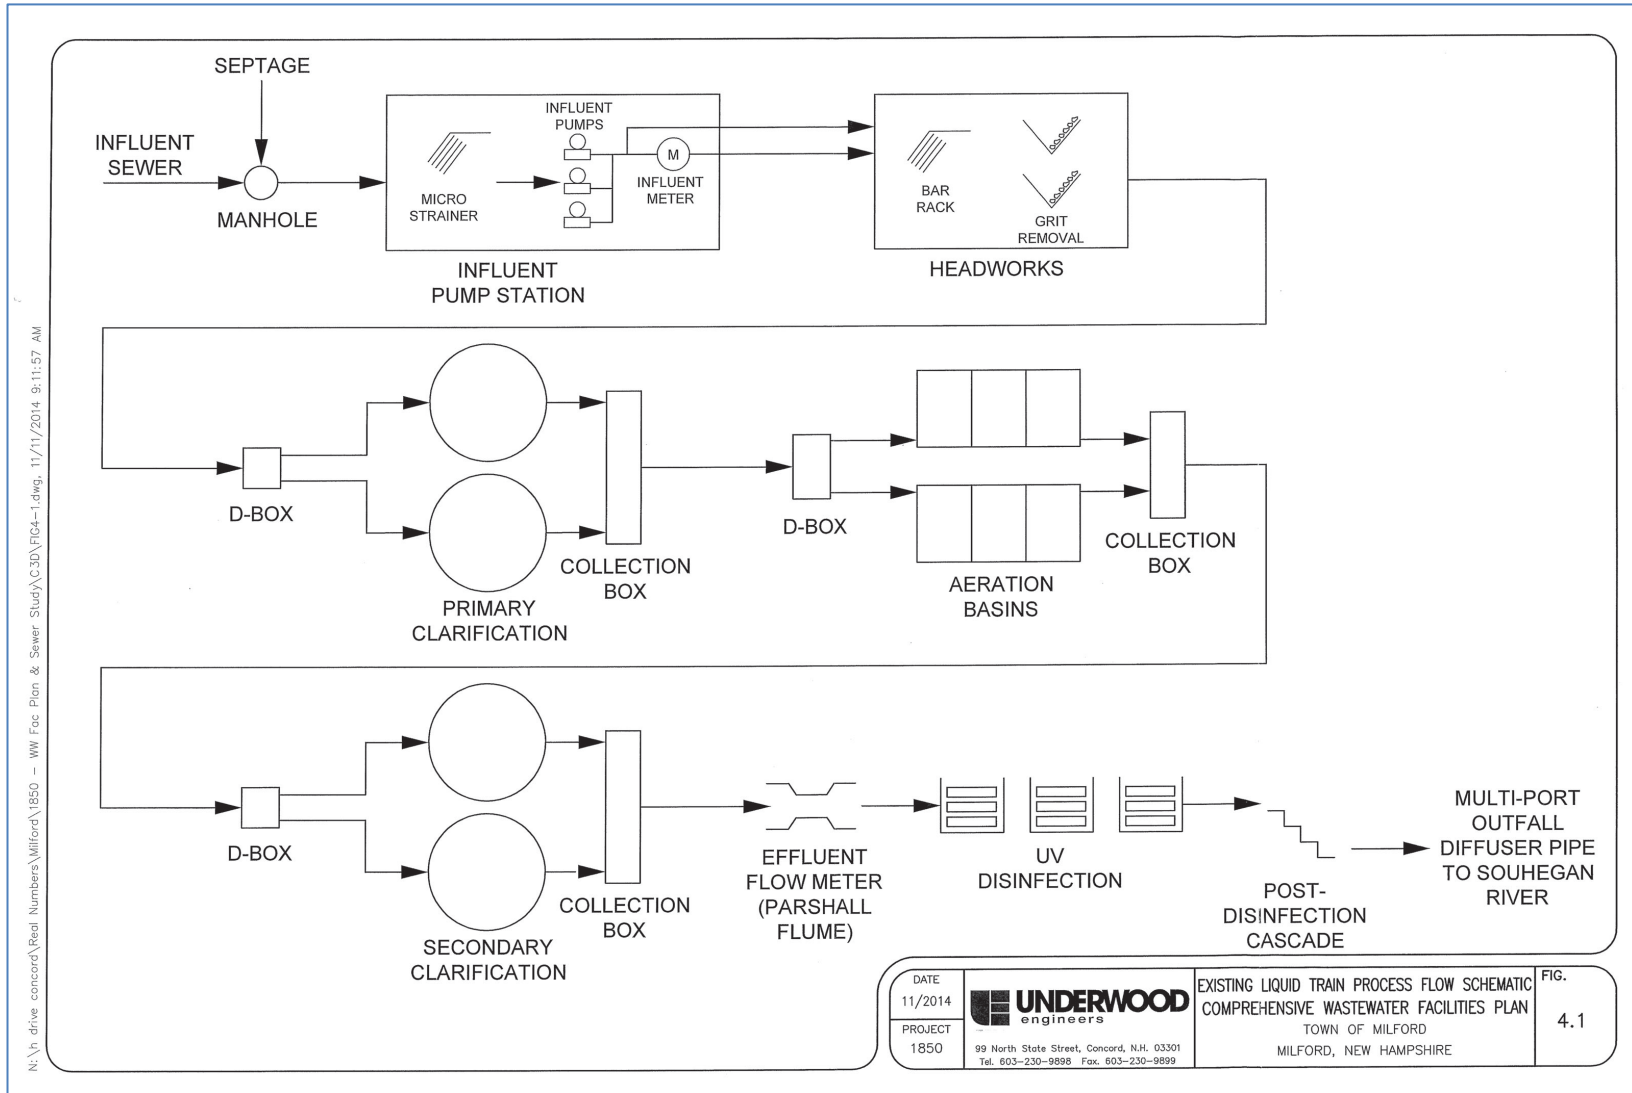 SEPTAGE
INFLUENT
SEWER
MANHOLE
INFLUENT
PUMPS
MICRO
STRAINER
M
INFLUENT
METER
INFLUENT
PUMP STATION
BAR
RACK
GRIT
REMOVAL
HEADWORKS
D-BOX
PRIMARY
CLARIFICATION
COLLECTION
BOX
D-BOX
AERATION
BASINS
COLLECTION
BOX
D-BOX
SECONDARY
CLARIFICATION
COLLECTION
BOX
EFFLUENT
FLOW METER
(PARSHALL
FLUME)
UV
DISINFECTION
POST-
DISINFECTION
CASCADE
MULTI-PORT
OUTFALL
DIFFUSER PIPE
TO SOUHEGAN
RIVER
N:\h drive concord\Real Numbers\Milford\1850 - WW Fac Plan & Sewer Study\C3D\FIG4-1.dwg, 11/11/2014 9:11:57 AM
DATE
11/2014
PROJECT
1850
UNDERWOOD
engineers
99 North State Street, Concord, N.H. 03301
Tel. 603-230-9898 Fax. 603-230-9899
EXISTING LIQUID TRAIN PROCESS FLOW SCHEMATIC
COMPREHENSIVE WASTEWATER FACILITIES PLAN
TOWN OF MILFORD
MILFORD, NEW HAMPSHIRE
FIG.
4.1